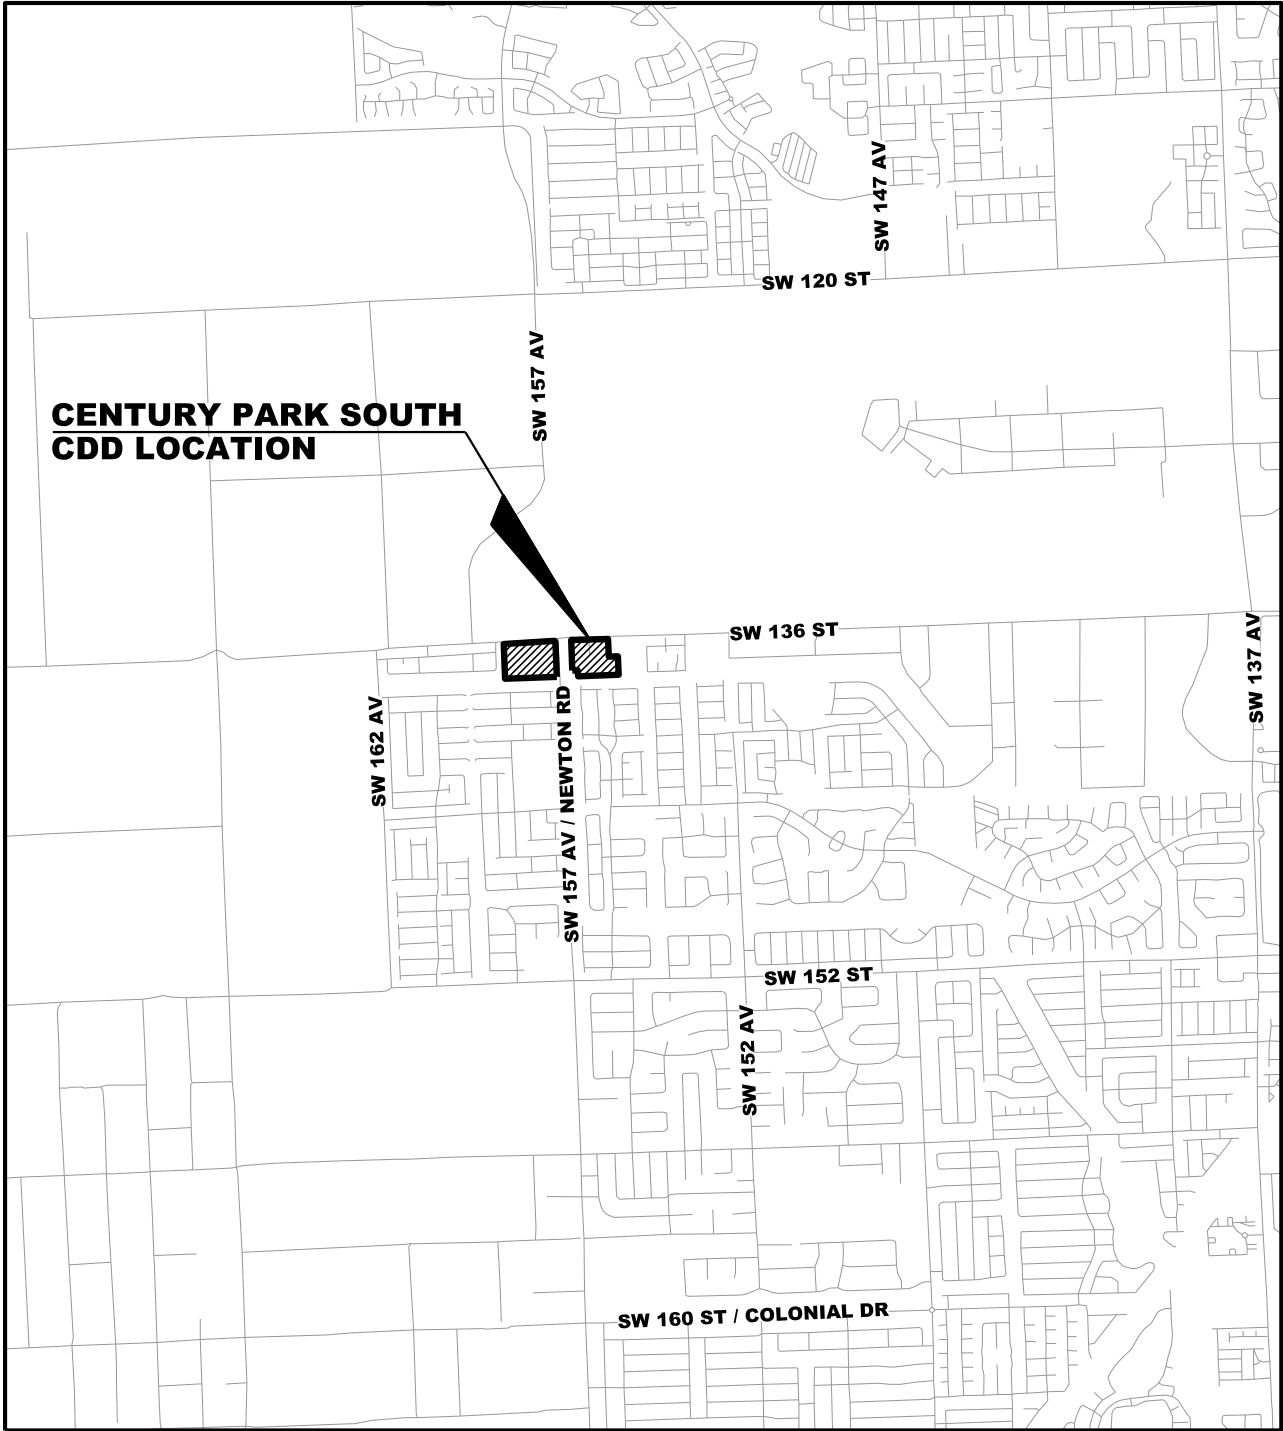 SW 147 AV
SW 120 ST
SW 157 AV
CENTURY PARK SOUTH
CDD LOCATION
SW 136 ST
SW 137 AV
SW 162 AV
SW 157 AV / NEWTON RD
SW 152 ST
SW 152 AV
SW 160 ST / COLONIAL DR